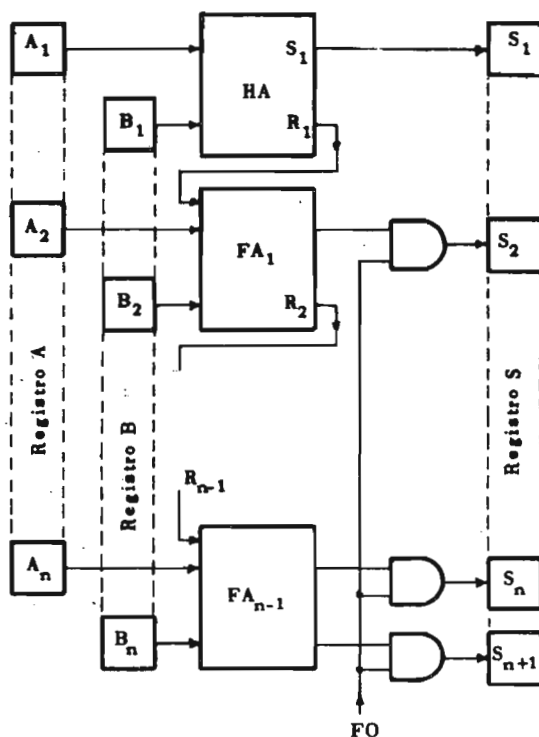 A1
S1
S1
HA
B1
R1
A2
FA1
S2
B2
R2
Registro A
Registro B
Registro S
Rn-1
An
FAn-1
Sn
Bn
Sn+1
FO